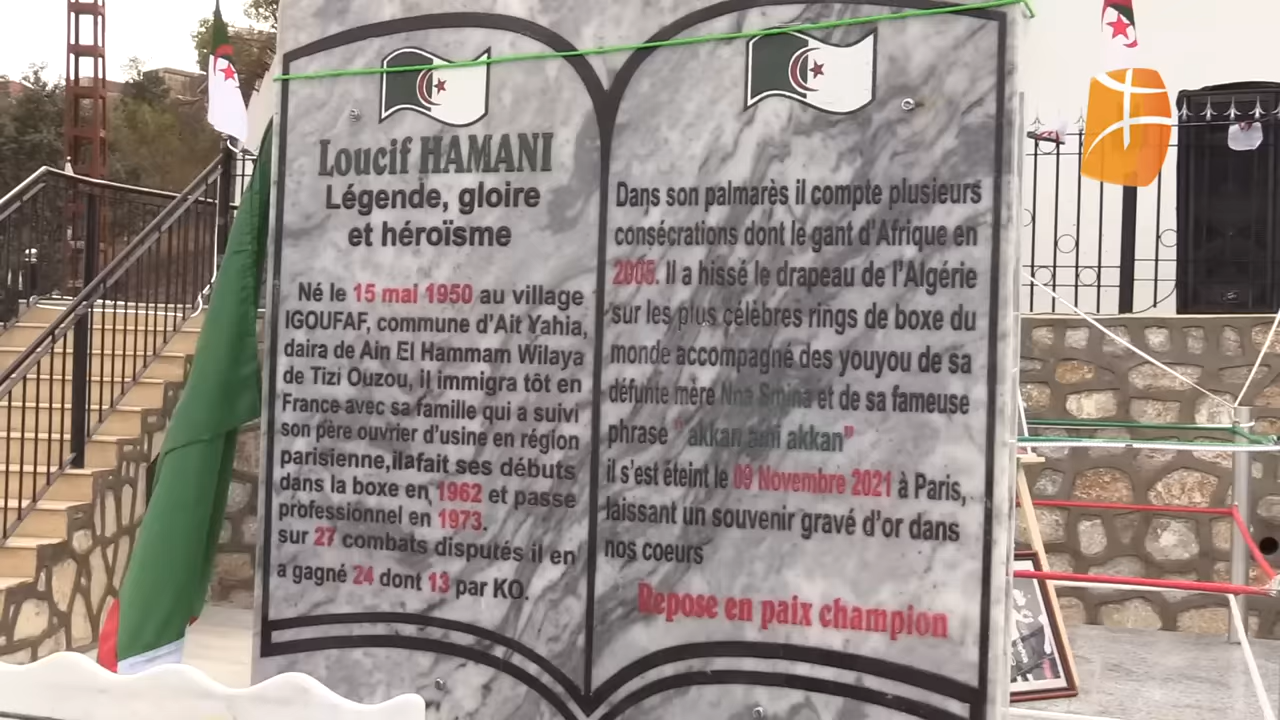 Loucif HAMANI
Légende, gloire
et héroïsme
Né le 15 mai 1950 au village
IGOUFAF, commune d'Ait Yahia,
daira de Ain El Hammam Wilaya
de Tizi Ouzou, il immigra tôt en
France avec sa famille qui a suivi
son père ouvrier d'usine en région
parisienne,ilafait ses débuts
dans la boxe en 1962 et passe
professionnel en 1973.
sur 27 combats disputés il en
a gagné 24 dont 13 par KO.
Dans son palmarès il compte plusieurs
consécrations dont le gant d'Afrique en
2005. Il a hissé le drapeau de l'Algérie
sur les plus célèbres rings de boxe du
monde accompagné des youyou de sa
défunte mère Nna Smina et de sa fameuse
phrase "akkan akkan"
il s'est éteint le 09 Novembre 2021 à Paris,
laissant un souvenir gravé d'or dans
nos coeurs
Repose en paix champion